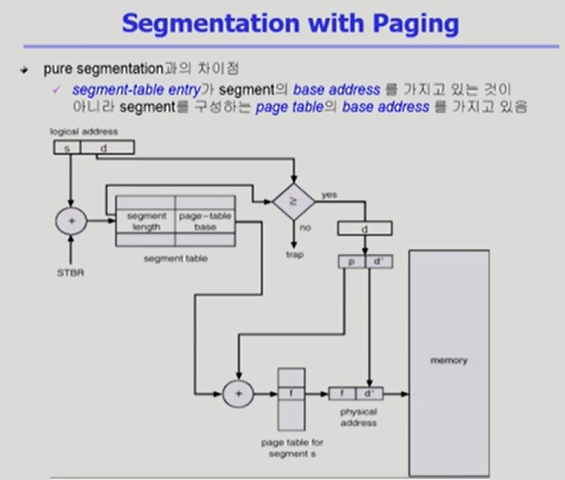 Segmentation with Paging
pure segmentation과의 차이점
segment-table entry가 segment의 base address 를 가지고 있는 것이
아니라 segment를 구성하는 page table의 base address 를 가지고 있음
logical address
s d
≥
yes
no
trap
+
segment length
page-table base
segment table
STBR
d
p d'
memory
+
f
f d'
physical address
page table for segment s